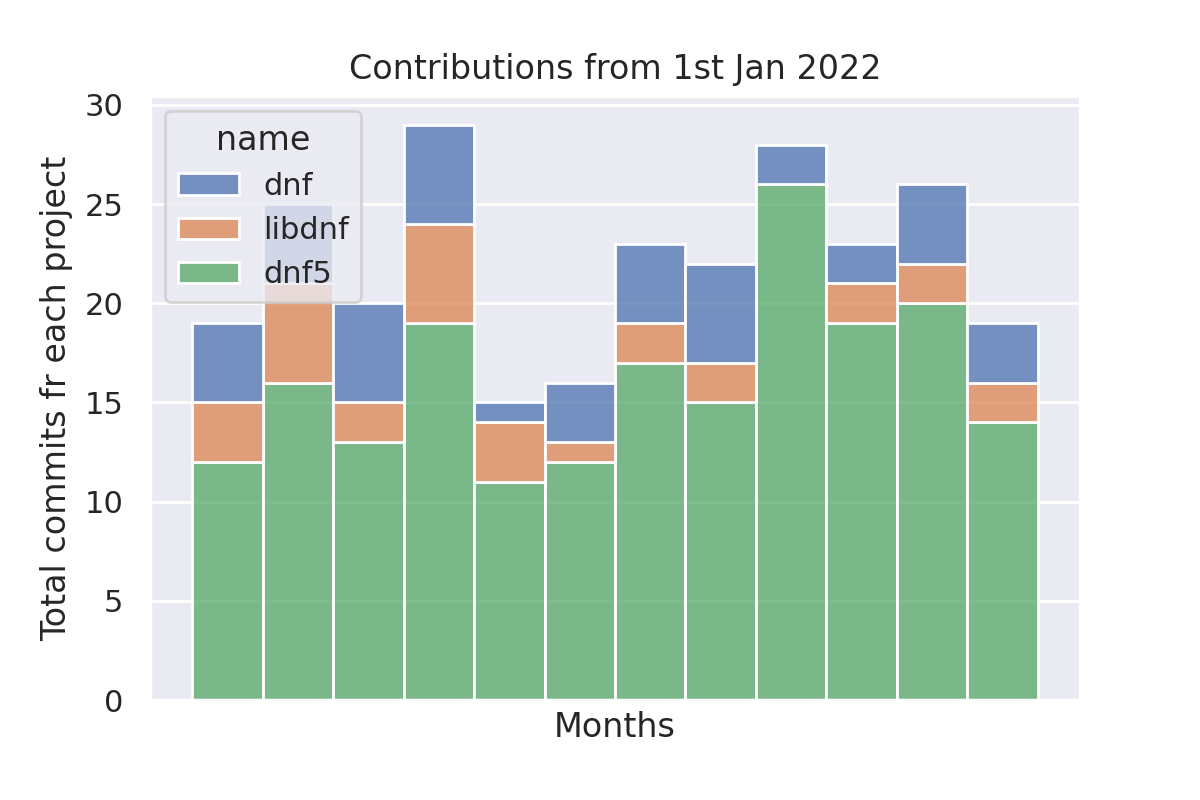 Contributions from 1st Jan 2022
Total commits fr each project
30
25
20
15
10
5
0
name
dnf
libdnf
dnf5
Months